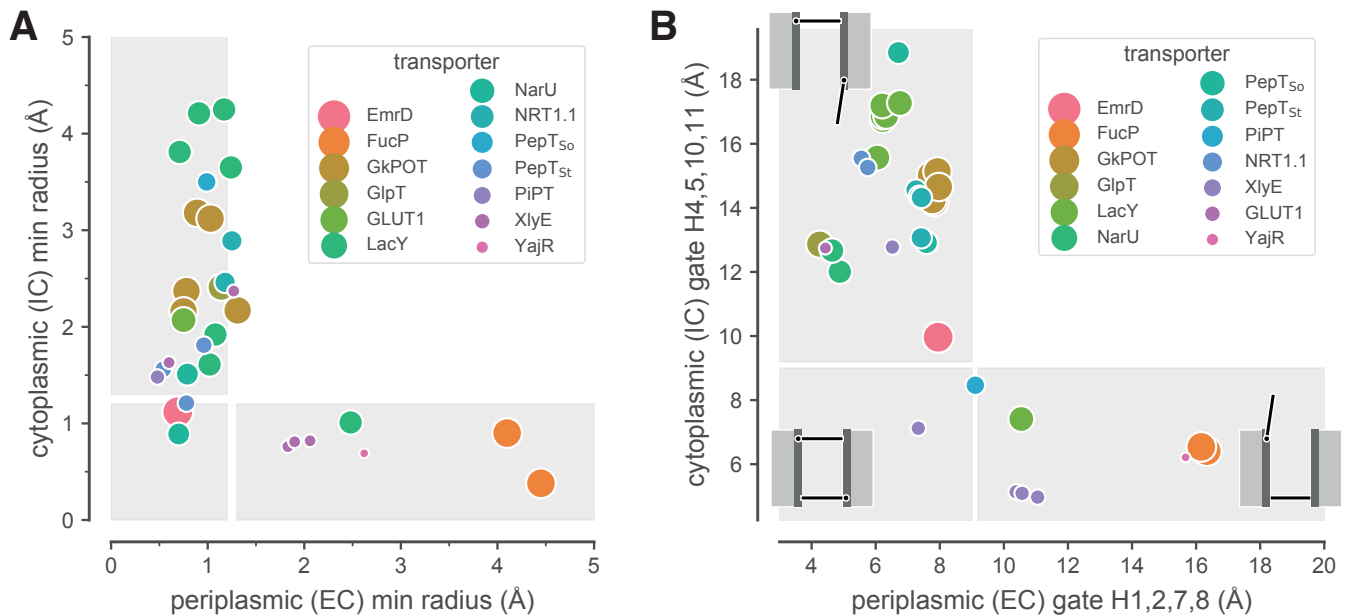 A
cytoplasmic (IC) min radius (Å)
5
4
3
2
1
0
0 1 2 3 4 5
periplasmic (EC) min radius (Å)
transporter
EmrD
FucP
GkPOT
GlpT
GLUT1
LacY
NarU
NRT1.1
PepTSo
PepTSt
PiPT
XlyE
YajR
B
cytoplasmic (IC) gate H4,5,10,11 (Å)
18
16
14
12
10
8
6
4 6 8 10 12 14 16 18 20
periplasmic (EC) gate H1,2,7,8 (Å)
transporter
EmrD
FucP
GkPOT
GlpT
LacY
NarU
PepTSo
PepTSt
PiPT
NRT1.1
XlyE
GLUT1
YajR